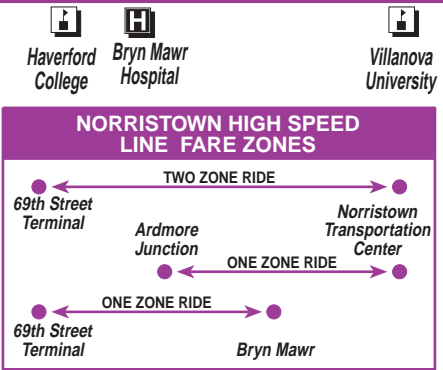 H
Haverford
College
Bryn Mawr
Hospital
Villanova
University
NORRISTOWN HIGH SPEED
LINE FARE ZONES
TWO ZONE RIDE
69th Street
Terminal
Norristown
Transportation
Center
Ardmore
Junction
ONE ZONE RIDE
ONE ZONE RIDE
69th Street
Terminal
Bryn Mawr